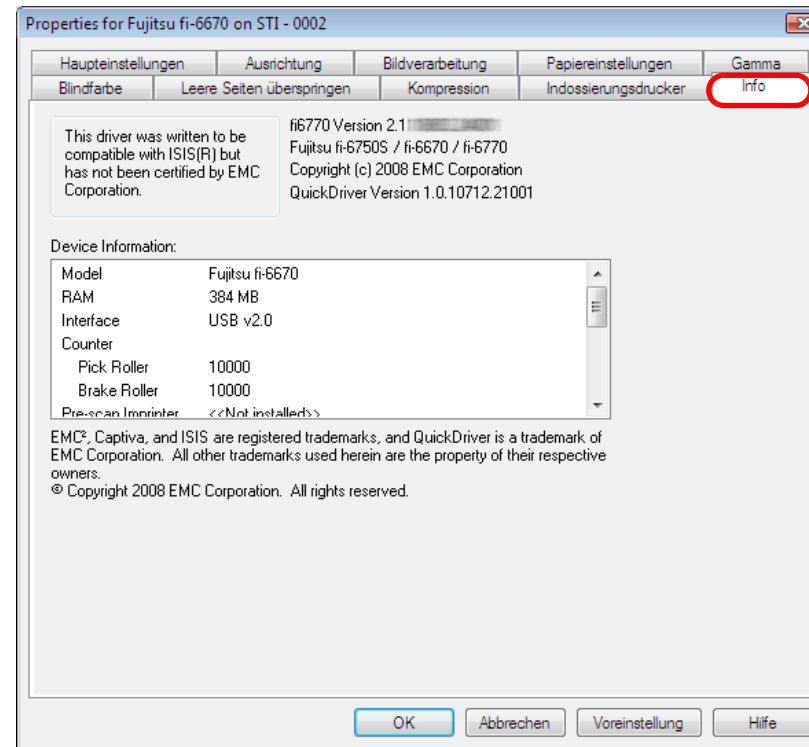 Properties for Fujitsu fi-6670 on STI - 0002
Haupteinstellungen Ausrichtung Bildverarbeitung Papiereinstellungen Gamma
Blindfarbe Leere Seiten überspringen Kompression Indossierungsdrucker Info
This driver was written to be
compatible with ISIS(R) but
has not been certified by EMC
Corporation.
fi6770 Version 2.1
Fujitsu fi-6750S / fi-6670 / fi-6770
Copyright (c) 2008 EMC Corporation
QuickDriver Version 1.0.10712.21001
Device Information:
Model Fujitsu fi-6670
RAM 384 MB
Interface USB v2.0
Counter
Pick Roller 10000
Brake Roller 10000
Pre-scan Imprinter <<Not installed>>
EMC², Captiva, and ISIS are registered trademarks, and QuickDriver is a trademark of
EMC Corporation. All other trademarks used herein are the property of their respective
owners.
© Copyright 2008 EMC Corporation. All rights reserved.
OK Abbrechen Voreinstellung Hilfe